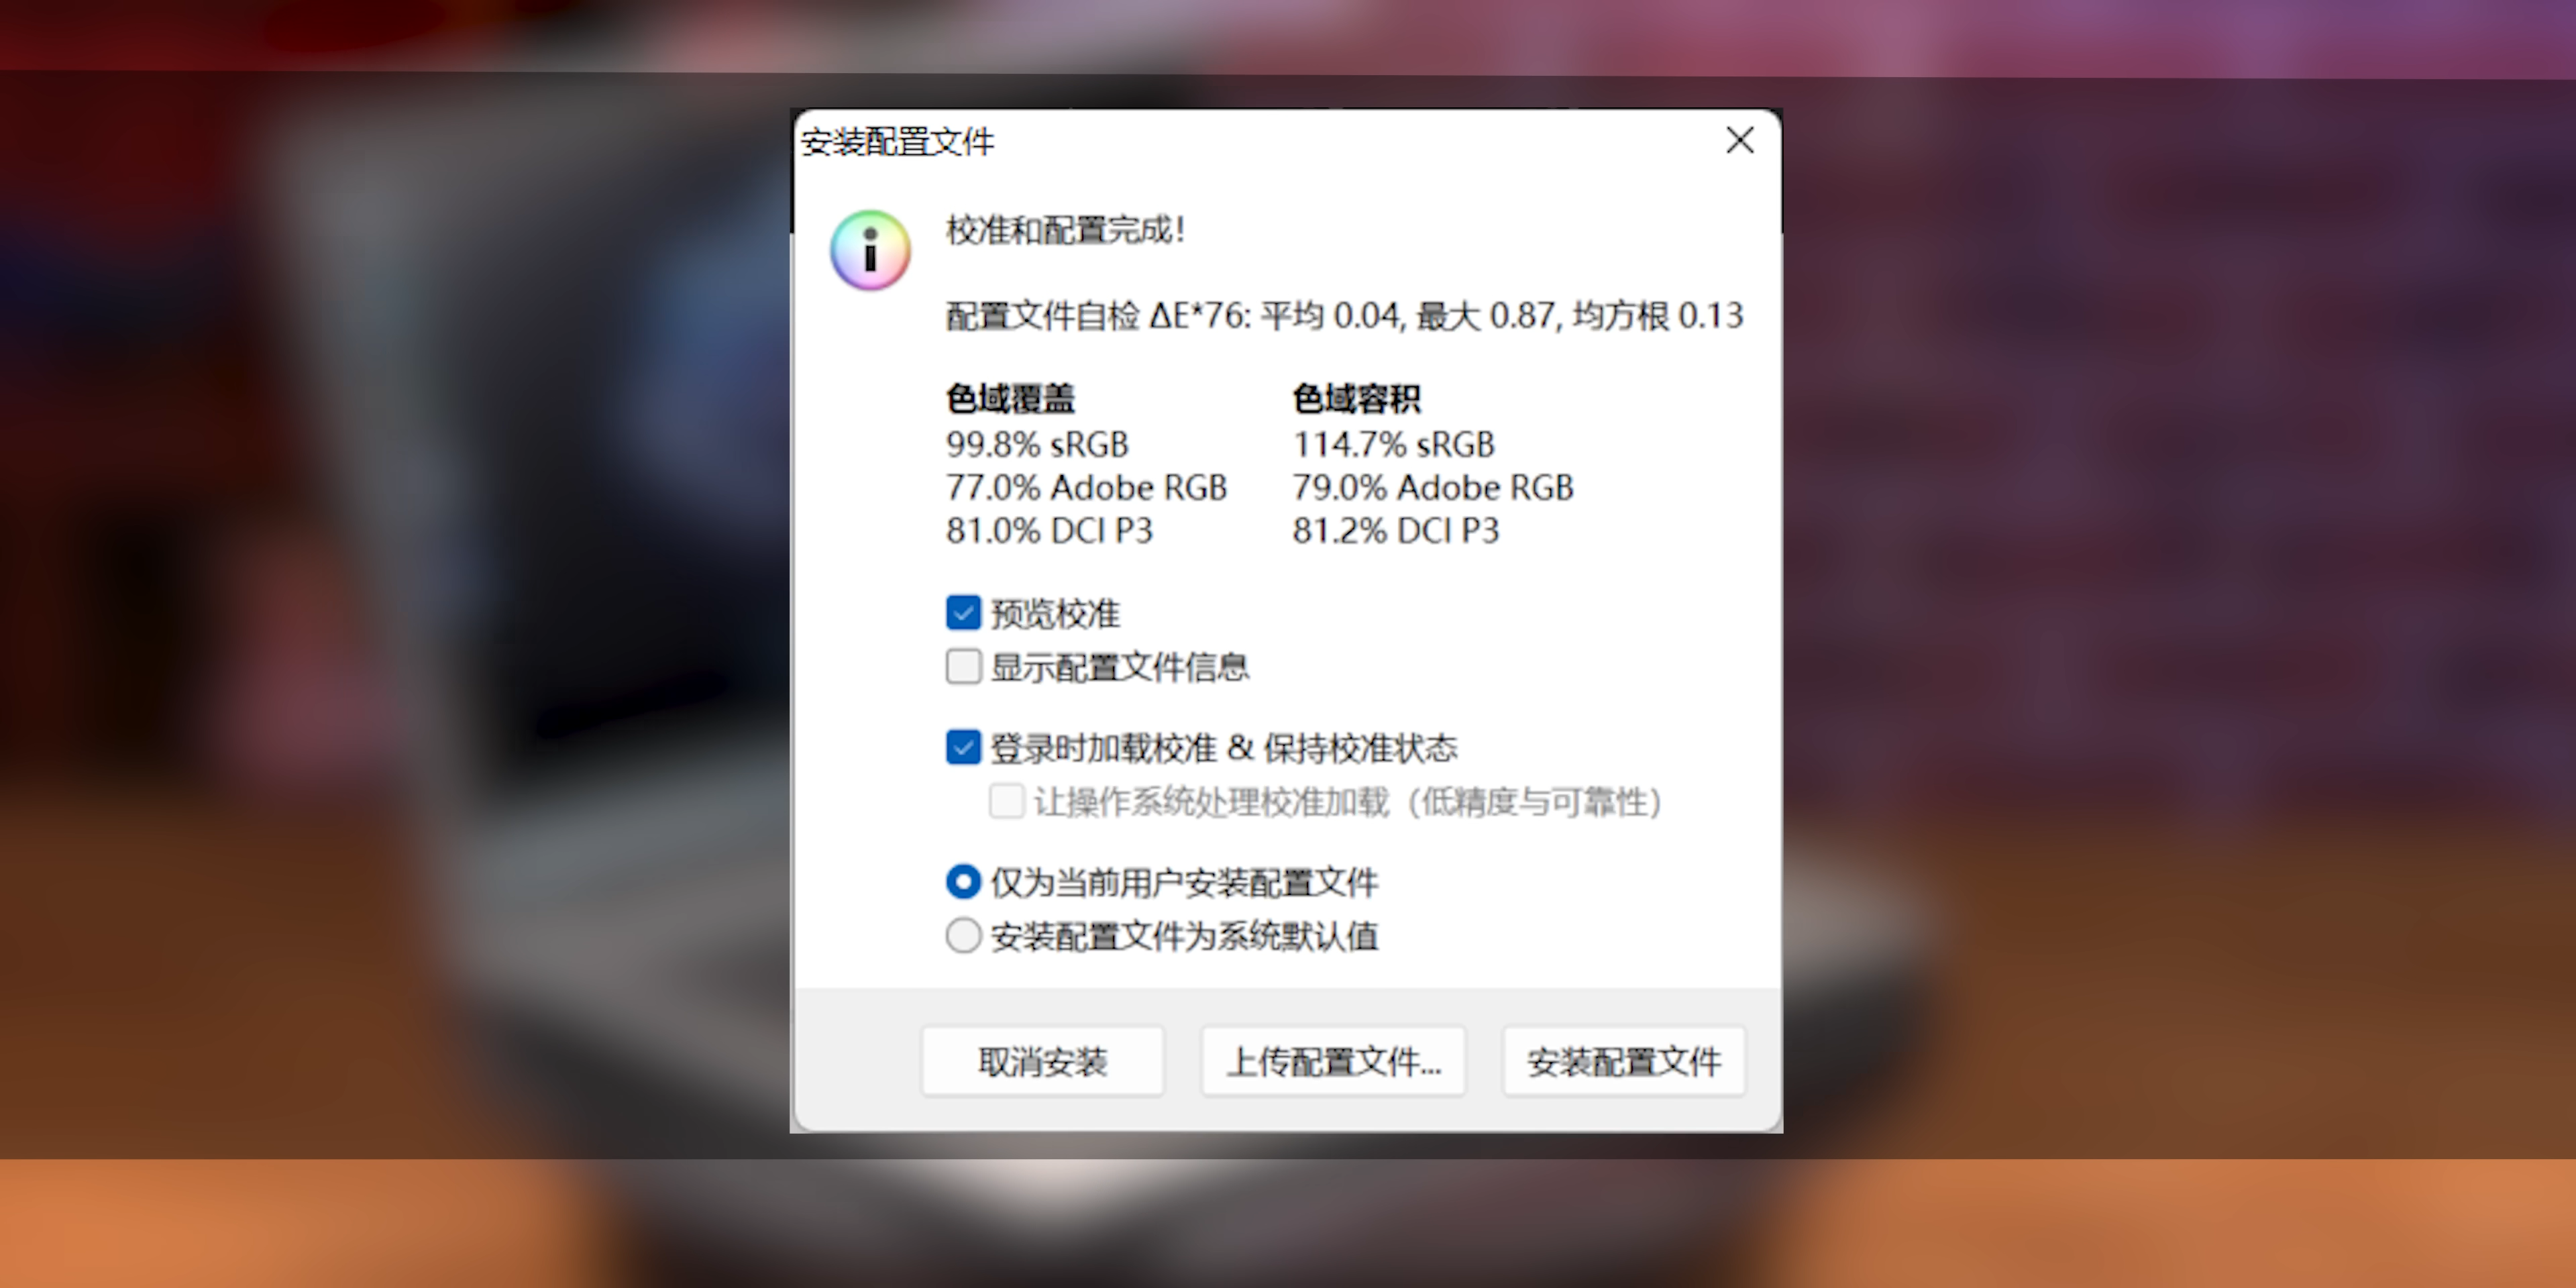 安装配置文件
校准和配置完成!
配置文件自检 ΔE*76: 平均 0.04, 最大 0.87, 均方根 0.13
色域覆盖 色域容积
99.8% sRGB 114.7% sRGB
77.0% Adobe RGB 79.0% Adobe RGB
81.0% DCI P3 81.2% DCI P3
预览校准
显示配置文件信息
登录时加载校准 & 保持校准状态
让操作系统处理校准加载（低精度与可靠性）
仅为当前用户安装配置文件
安装配置文件为系统默认值
取消安装 上传配置文件... 安装配置文件